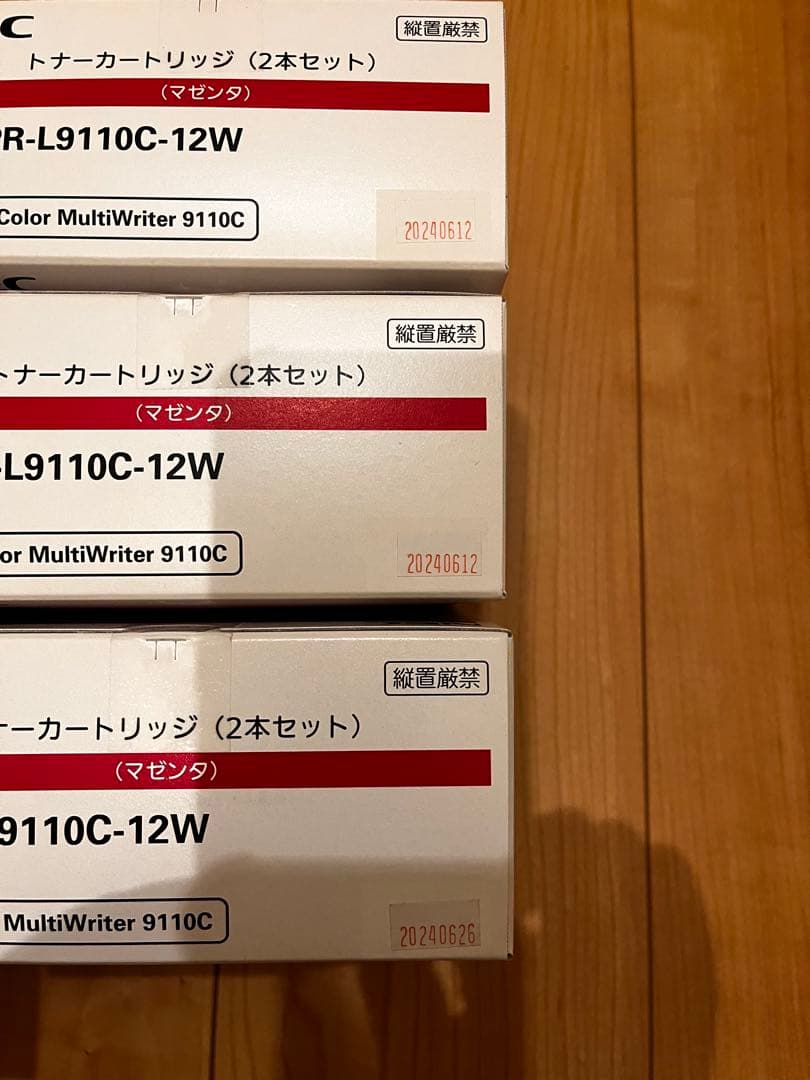 C
縦置厳禁
トナーカートリッジ（2本セット）
（マゼンタ）
PR-L9110C-12W
Color MultiWriter 9110C
20240612
C
縦置厳禁
トナーカートリッジ（2本セット）
（マゼンタ）
-L9110C-12W
or MultiWriter 9110C
20240612
縦置厳禁
ナーカートリッジ（2本セット）
（マゼンタ）
9110C-12W
MultiWriter 9110C
20240626